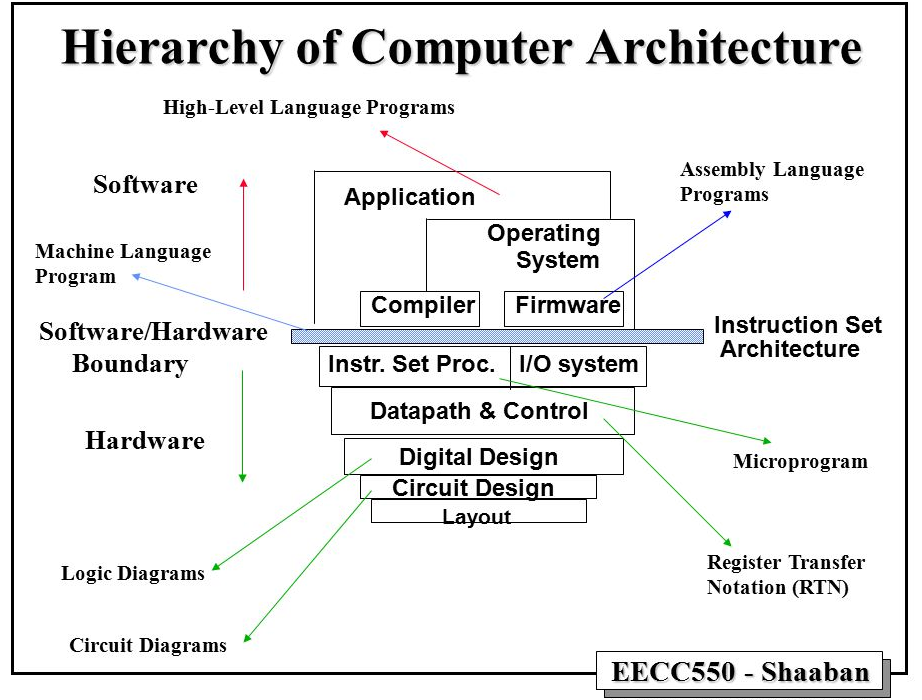 Hierarchy of Computer Architecture
High-Level Language Programs
Assembly Language
Programs
Software
Application
Operating
System
Machine Language
Program
Compiler
Firmware
Software/Hardware
Boundary
Instruction Set
Architecture
Instr. Set Proc.
I/O system
Datapath & Control
Hardware
Digital Design
Microprogram
Circuit Design
Layout
Logic Diagrams
Register Transfer
Notation (RTN)
Circuit Diagrams
EECC550 - Shaaban